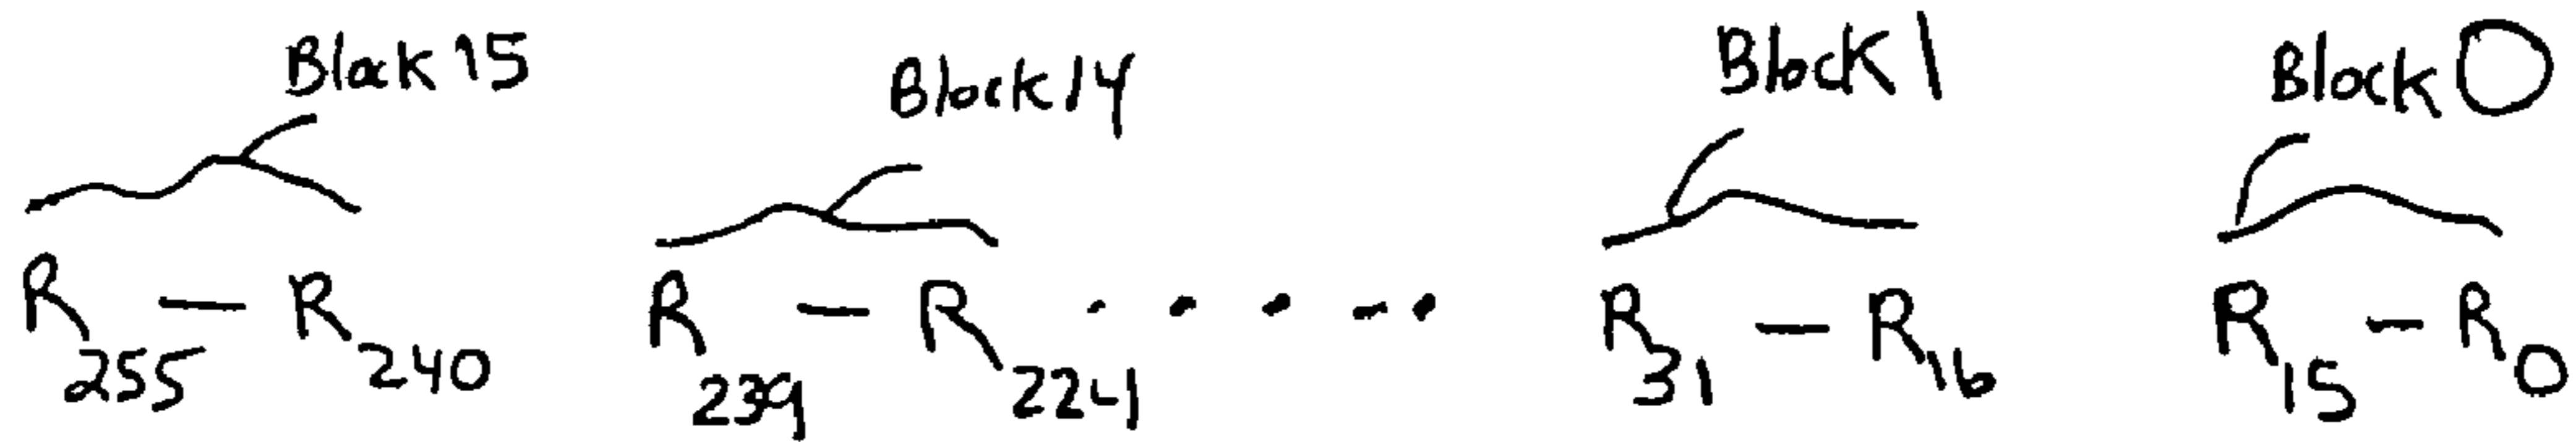 Block 15 Block 14 Block 1 Block 0
R255 — R240 R239 — R224 . . . . . R31 — R16 R15 — R0